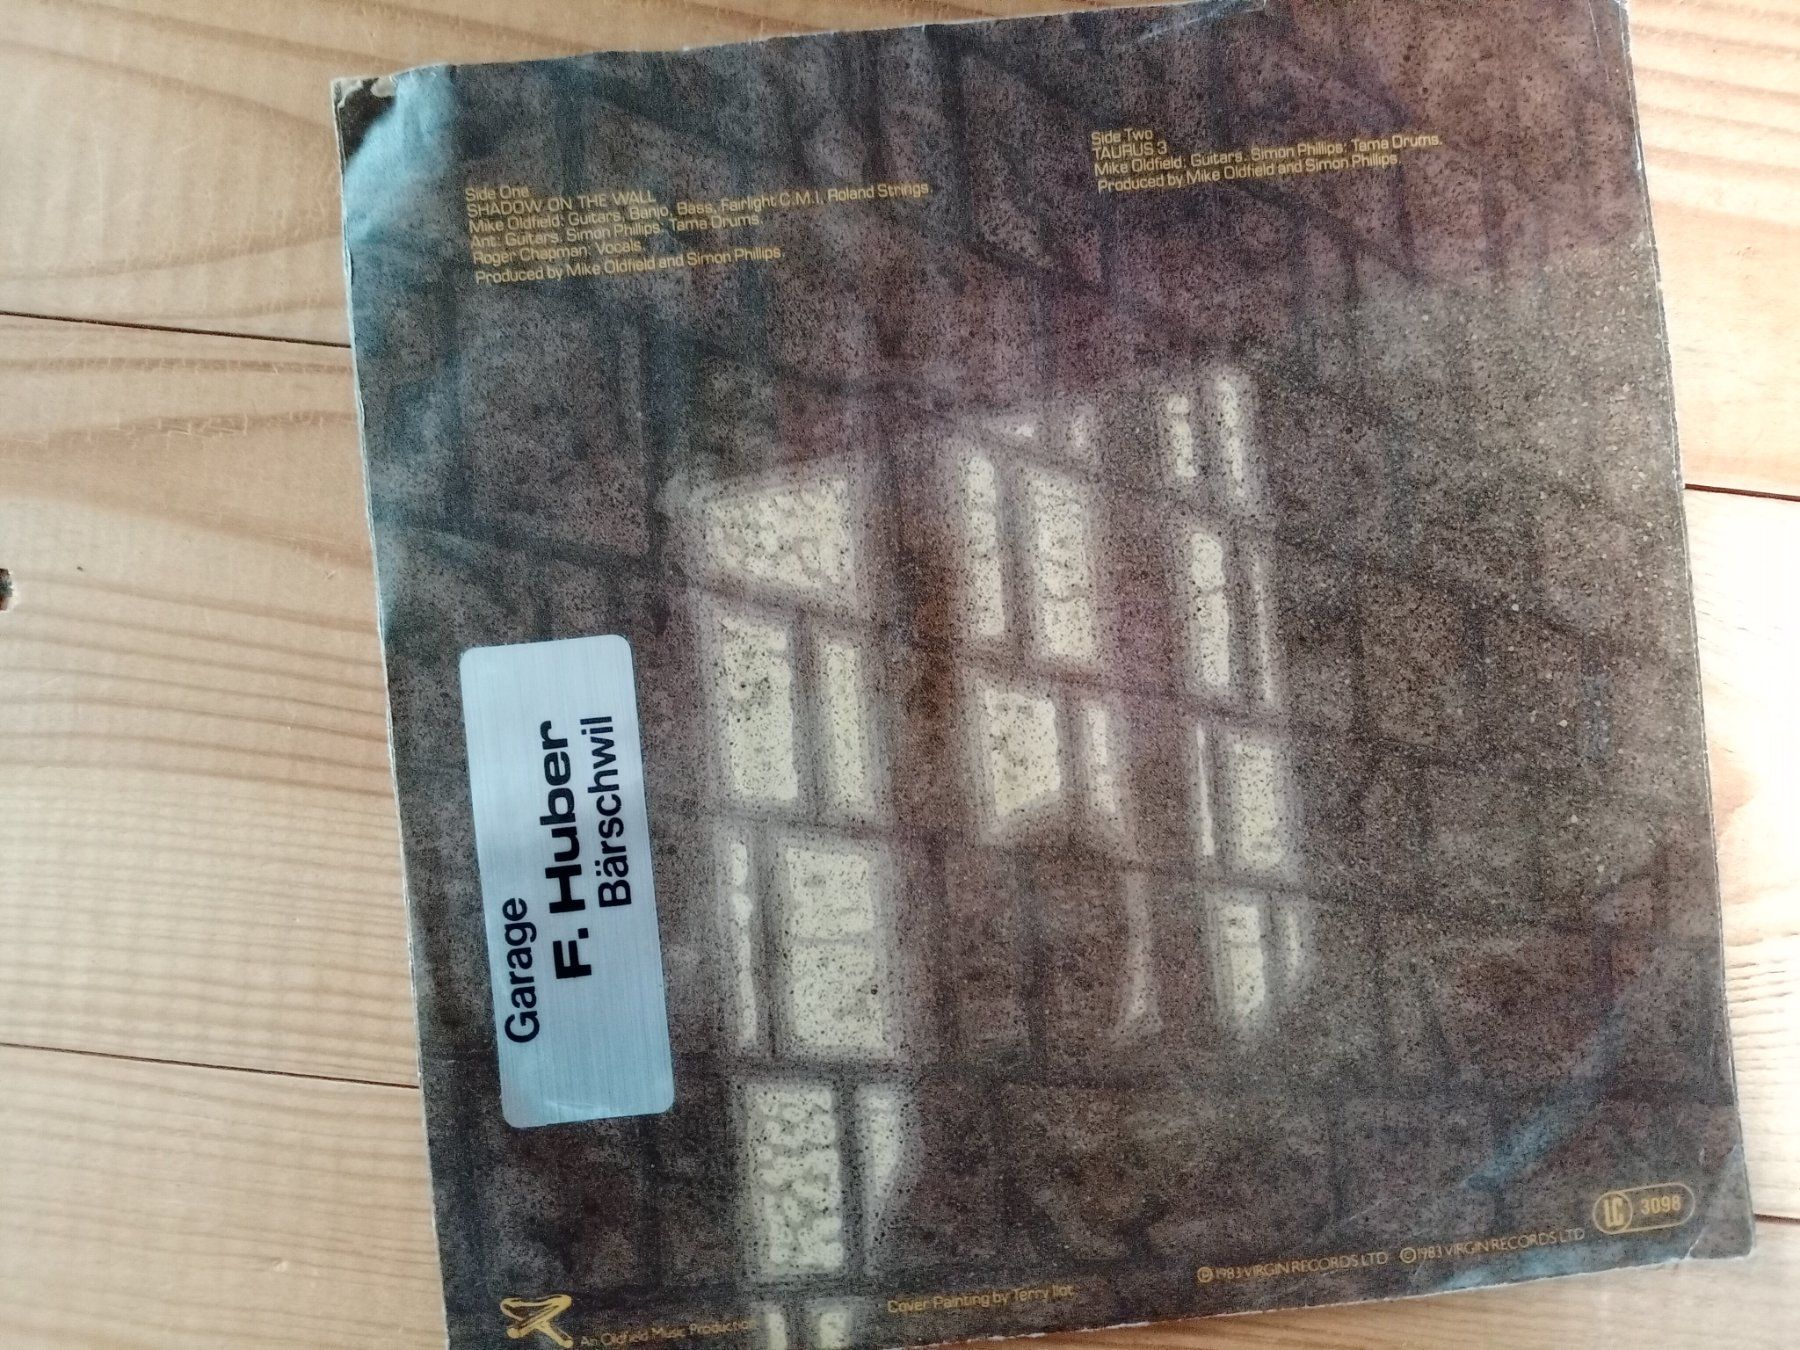 Side One
SHADOW ON THE WALL
Mike Oldfield: Guitars, Banjo, Bass, Fairlight C.M.I, Roland Strings.
Ant: Guitars. Simon Phillips: Tama Drums.
Roger Chapman: Vocals.
Produced by Mike Oldfield and Simon Phillips.
Side Two
TAURUS 3
Mike Oldfield: Guitars. Simon Phillips: Tama Drums.
Produced by Mike Oldfield and Simon Phillips.
Garage
F. Huber
Bärschwil
An Oldfield Music Production
Cover Painting by Terry Ilot
℗ 1983 VIRGIN RECORDS LTD © 1983 VIRGIN RECORDS LTD
LC 3098